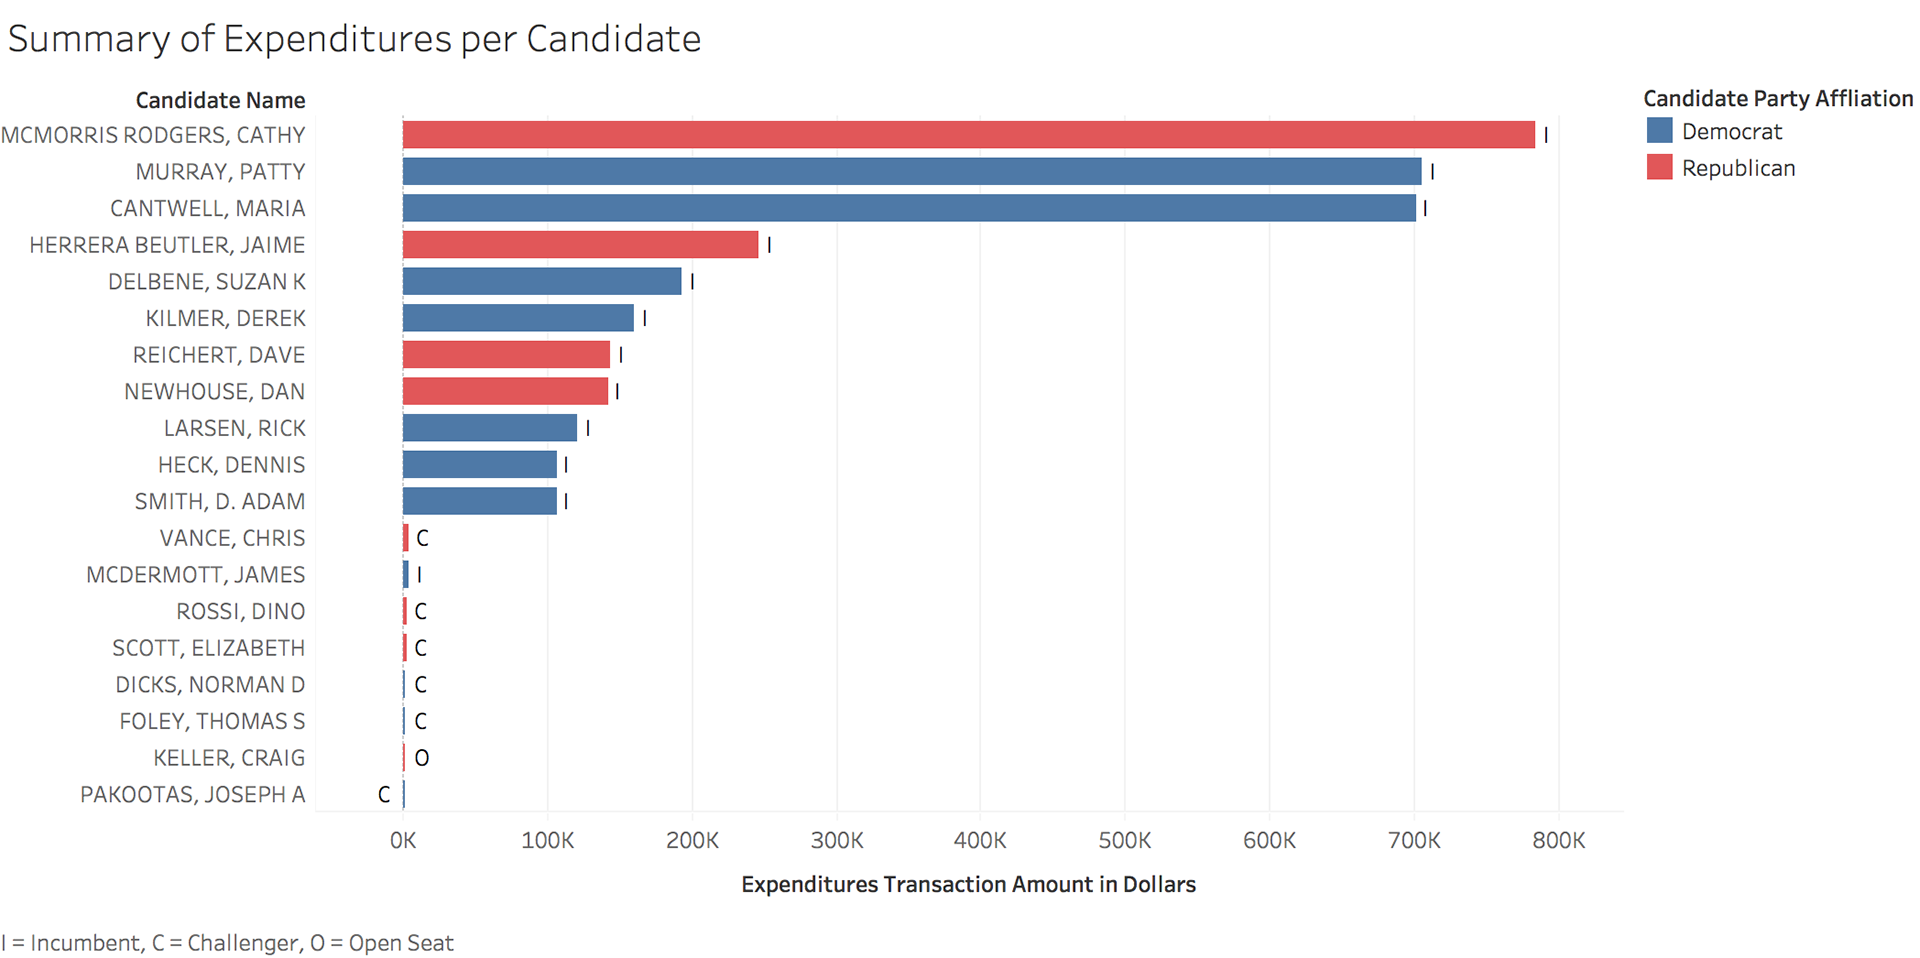 Summary of Expenditures per Candidate
Candidate Name
MCMORRIS RODGERS, CATHY I
MURRAY, PATTY I
CANTWELL, MARIA I
HERRERA BEUTLER, JAIME I
DELBENE, SUZAN K I
KILMER, DEREK I
REICHERT, DAVE I
NEWHOUSE, DAN I
LARSEN, RICK I
HECK, DENNIS I
SMITH, D. ADAM I
VANCE, CHRIS C
MCDERMOTT, JAMES I
ROSSI, DINO C
SCOTT, ELIZABETH C
DICKS, NORMAN D C
FOLEY, THOMAS S C
KELLER, CRAIG O
PAKOOTAS, JOSEPH A C
0K 100K 200K 300K 400K 500K 600K 700K 800K
Expenditures Transaction Amount in Dollars
Candidate Party Affliation
Democrat
Republican
I = Incumbent, C = Challenger, O = Open Seat